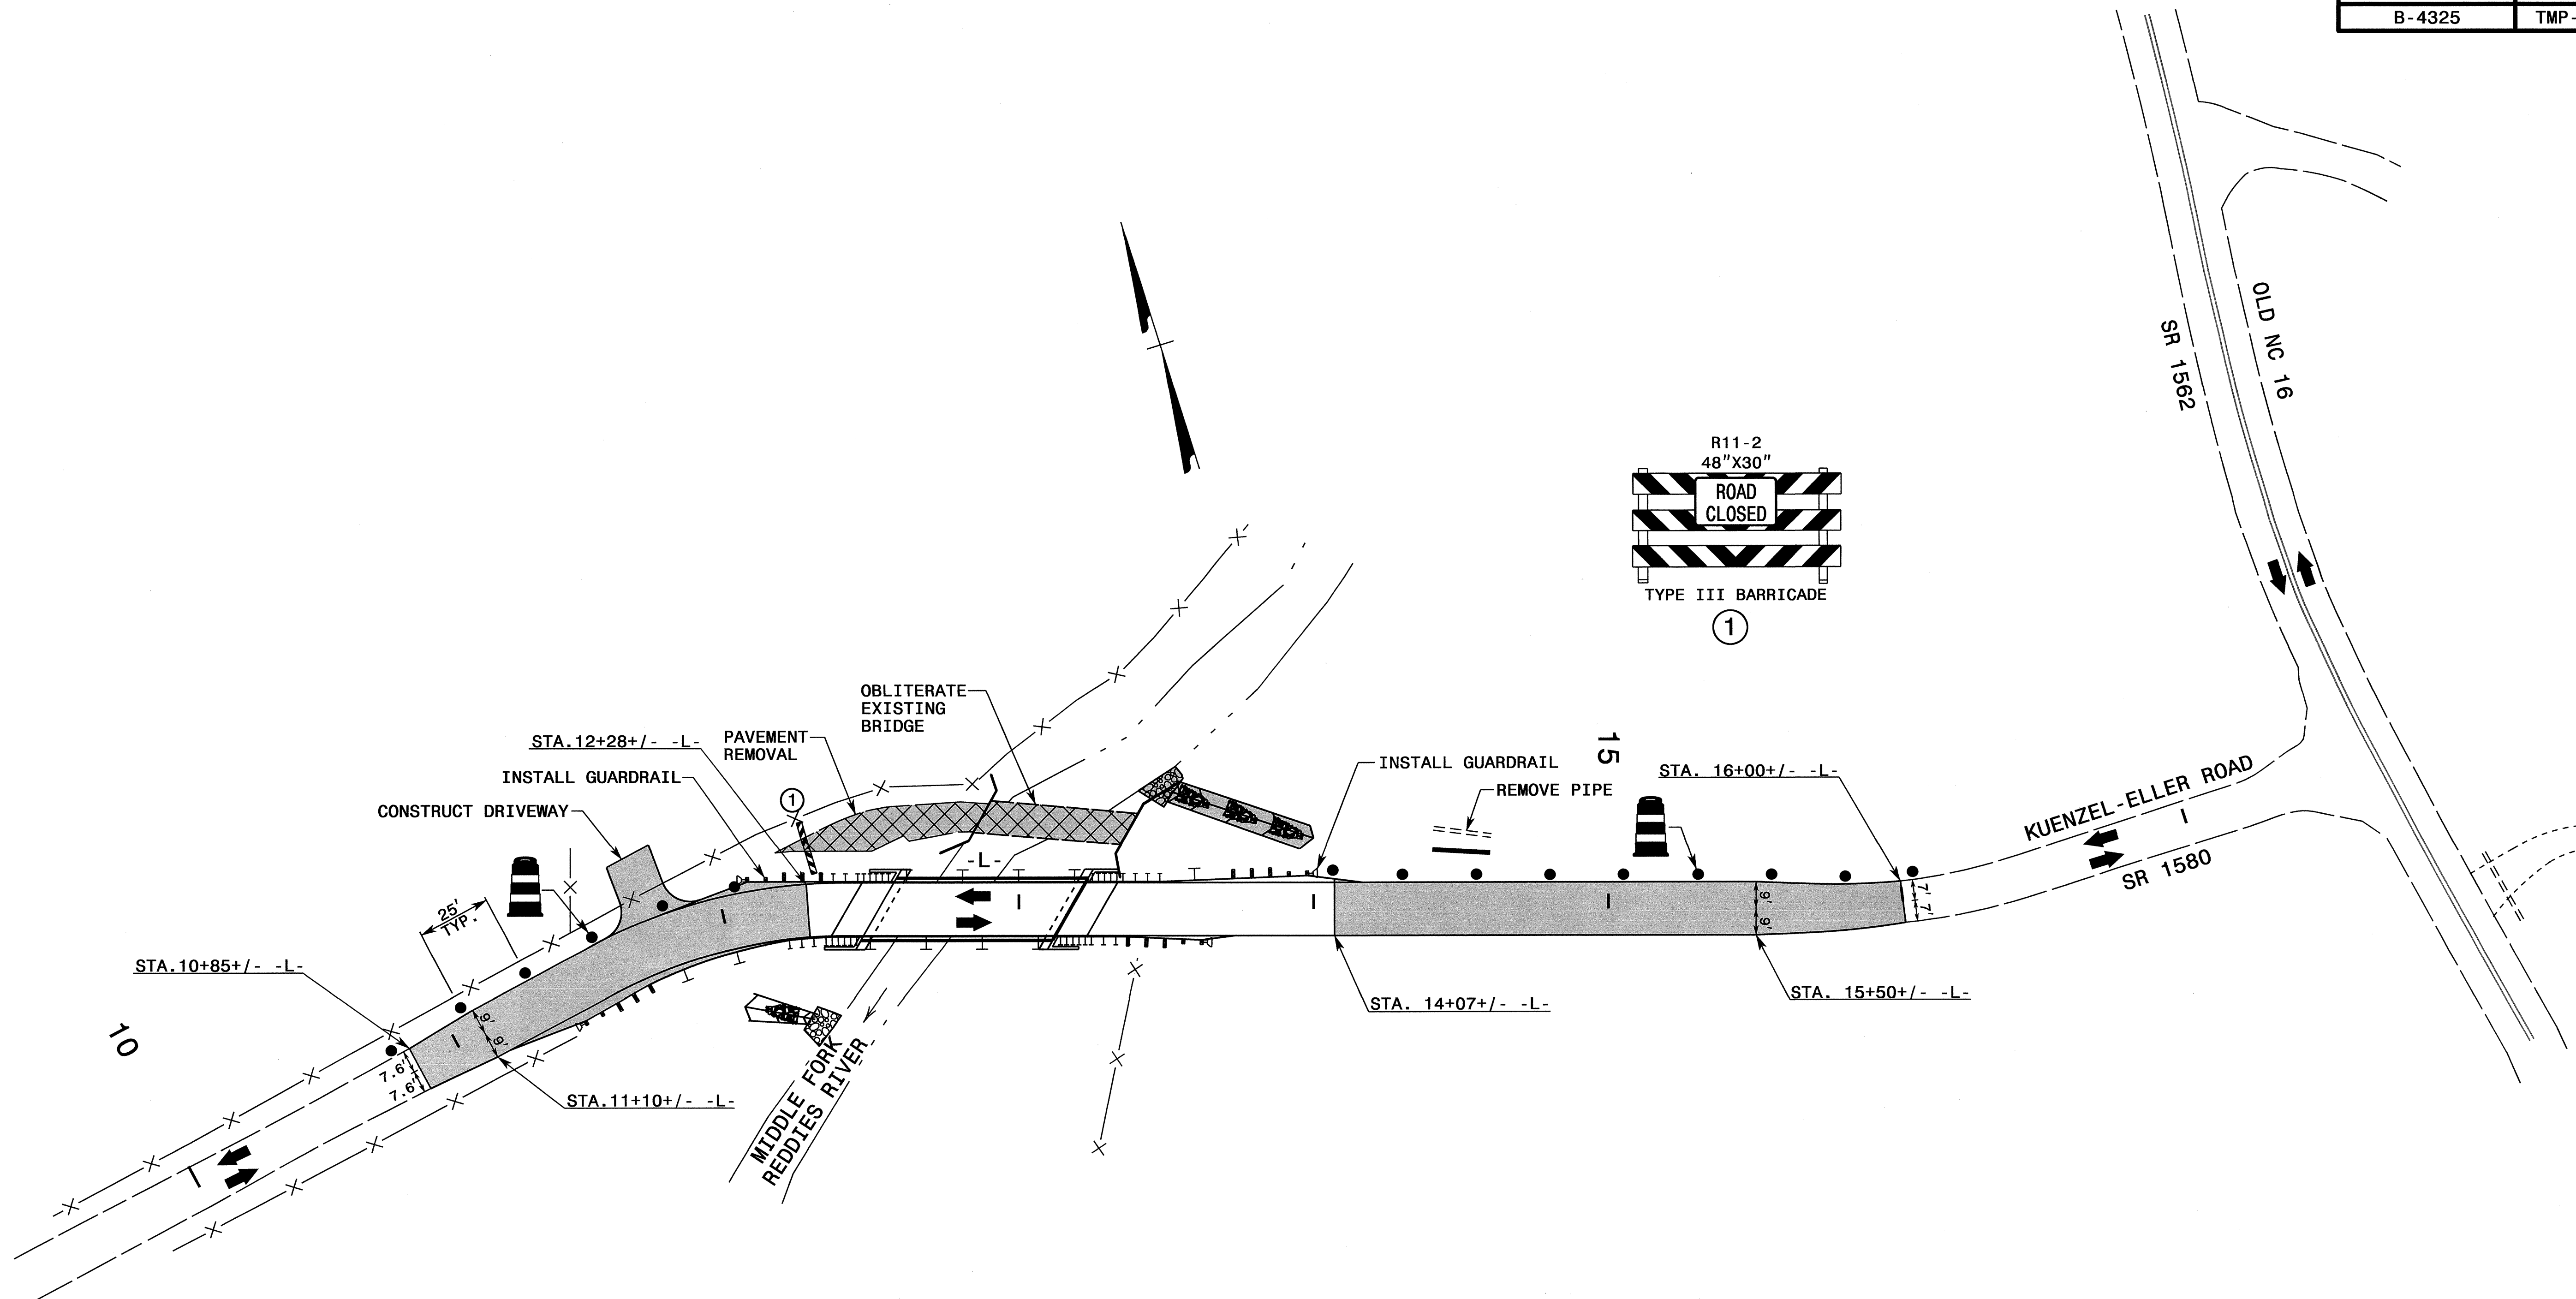 B-4325 TMP-
OLD NC 16
SR 1562
R11-2
48"X30"
ROAD
CLOSED
TYPE III BARRICADE
1
OBLITERATE
EXISTING
BRIDGE
STA.12+28+/- -L-
PAVEMENT
REMOVAL
INSTALL GUARDRAIL
CONSTRUCT DRIVEWAY
1
-L-
INSTALL GUARDRAIL
15
REMOVE PIPE
STA. 16+00+/- -L-
KUENZEL-ELLER ROAD
SR 1580
7' 7'
9' 9'
25'
TYP.
STA.10+85+/- -L-
10
9' 9'
7.6'
7.6'
STA.11+10+/- -L-
MIDDLE FORK
REDDIES RIVER
STA. 14+07+/- -L-
STA. 15+50+/- -L-